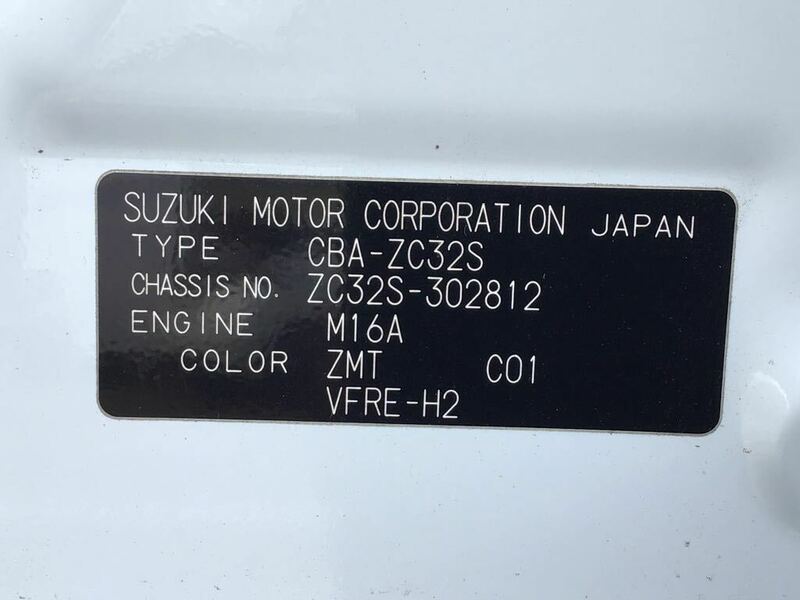 SUZUKI MOTOR CORPORATION JAPAN
TYPE CBA-ZC32S
CHASSIS NO. ZC32S-302812
ENGINE M16A
COLOR ZMT C01
VFRE-H2